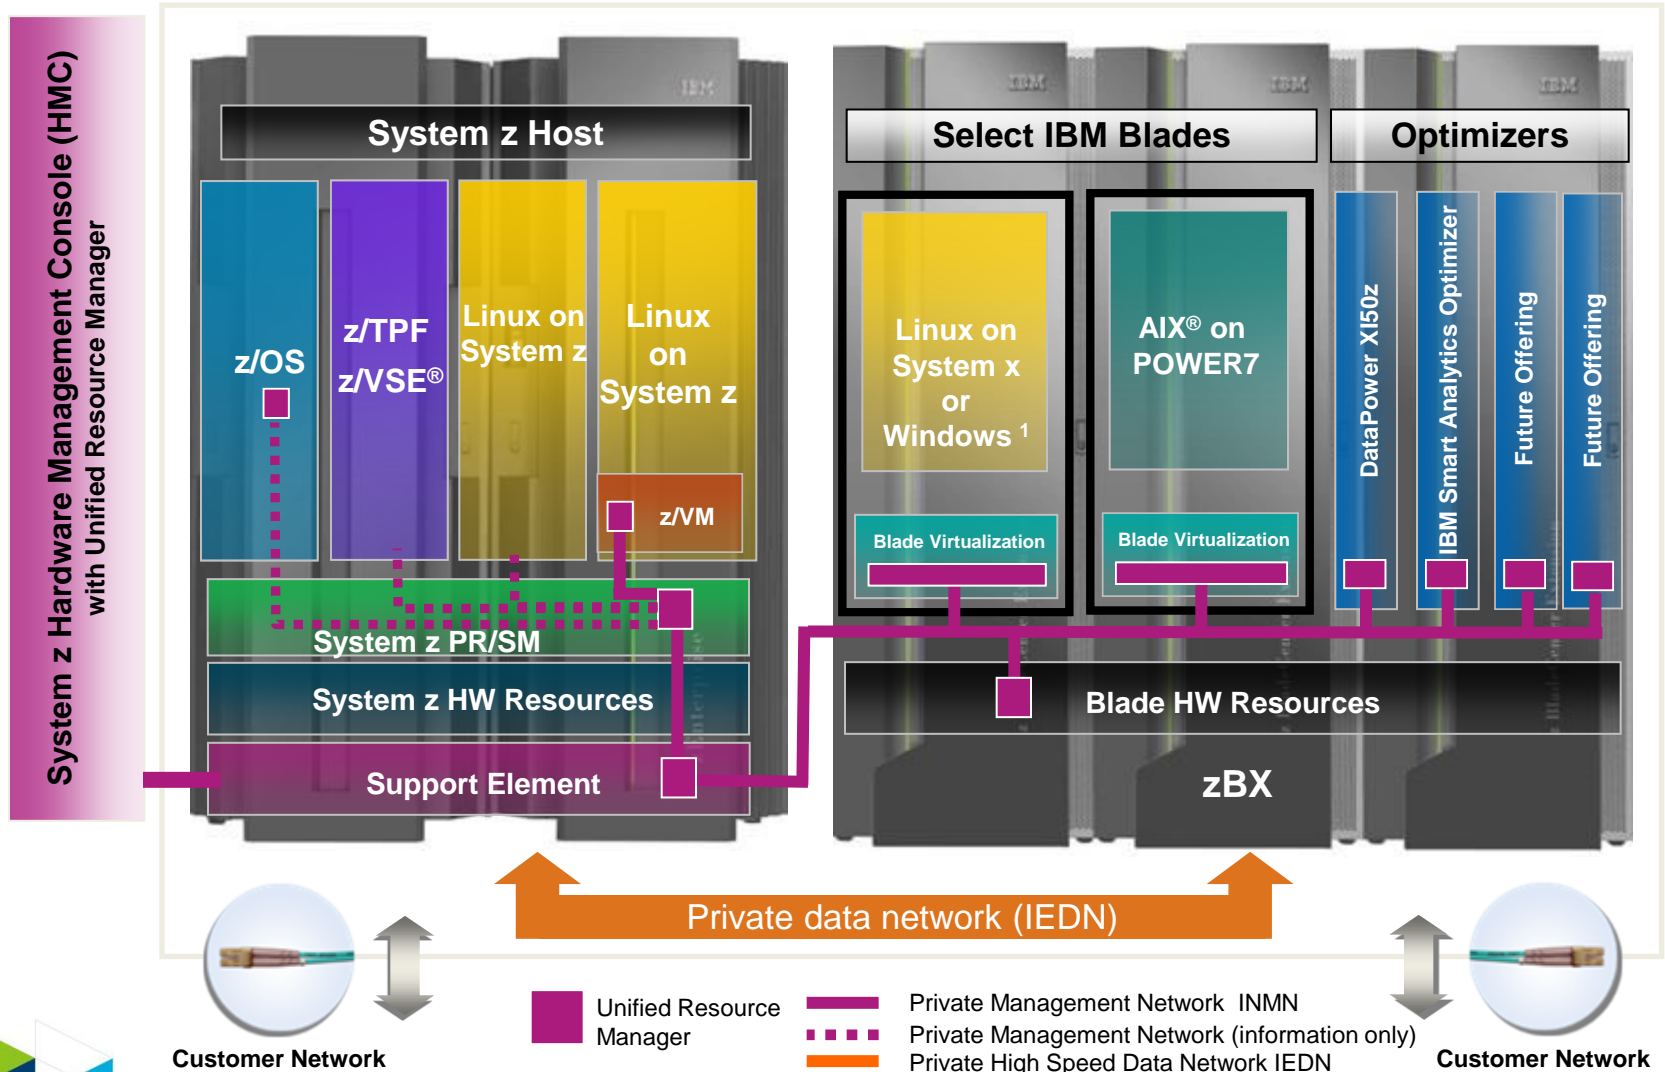 System z Hardware Management Console (HMC)
with Unified Resource Manager
IBM
IBM
IBM
IBM
System z Host
Select IBM Blades
Optimizers
z/OS
z/TPF
z/VSE®
Linux on
System z
Linux
on
System z
z/VM
Linux on
System x
or
Windows 1
AIX® on
POWER7
DataPower XI50z
IBM Smart Analytics Optimizer
Future Offering
Future Offering
Blade Virtualization
Blade Virtualization
System z PR/SM
System z HW Resources
Support Element
Blade HW Resources
zBX
Private data network (IEDN)
Customer Network
Unified Resource
Manager
Private Management Network INMN
Private Management Network (information only)
Private High Speed Data Network IEDN
Customer Network